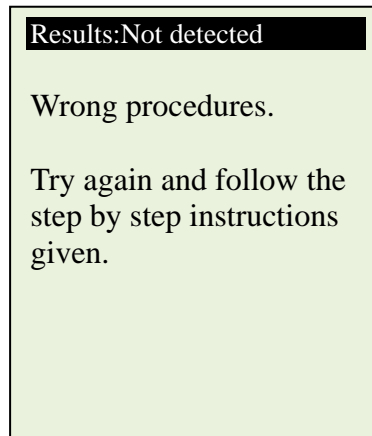 Results:Not detected
Wrong procedures.
Try again and follow the
step by step instructions
given.